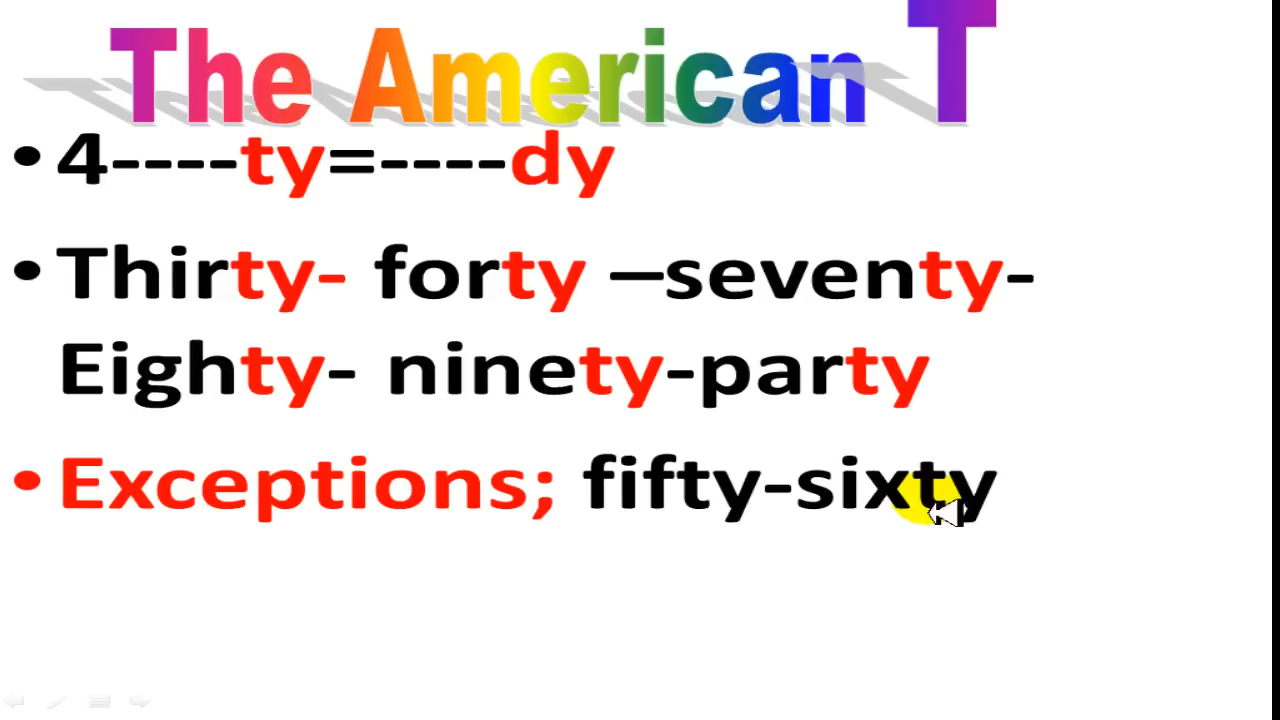 The American T
• 4----ty=----dy
• Thirty- forty –seventy-
Eighty- ninety-party
• Exceptions; fifty-sixty